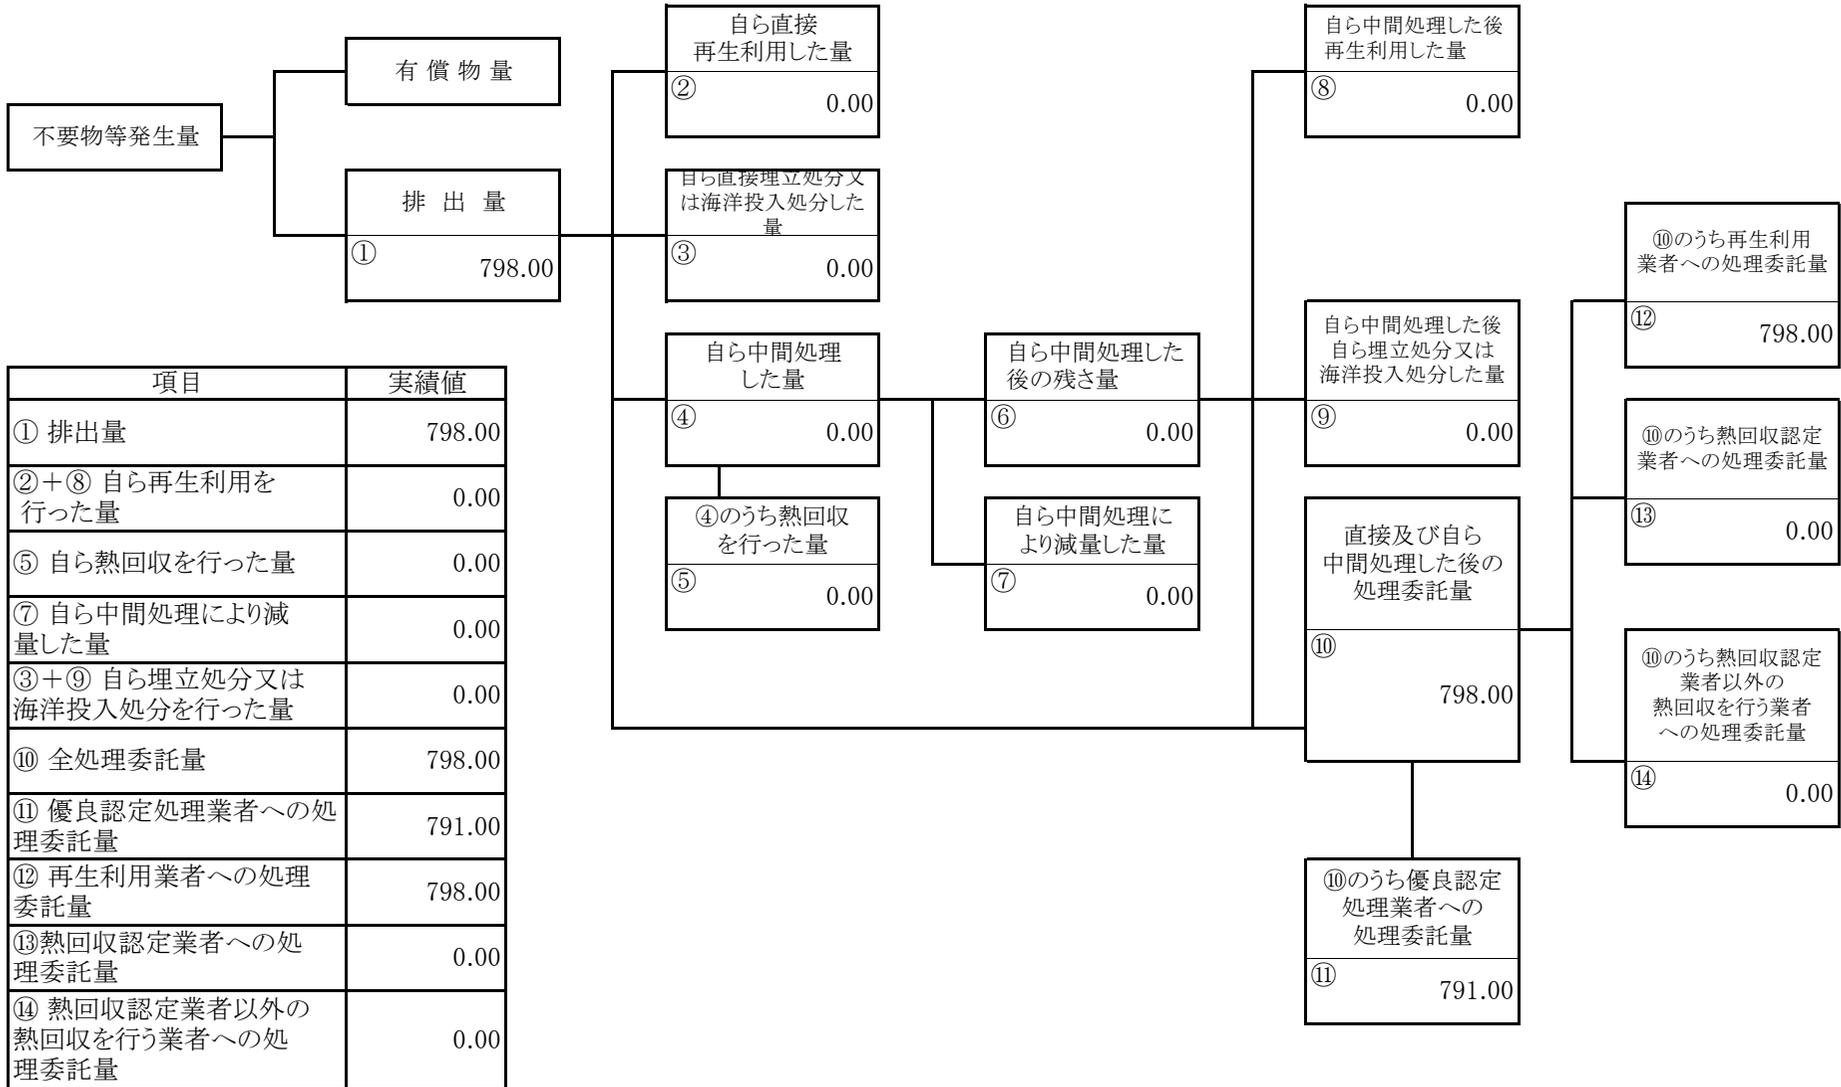 不要物等発生量
有 償 物 量
排 出 量
①
798.00
自ら直接
再生利用した量
②
0.00
自ら直接埋立処分又
は海洋投入処分した
量
③
0.00
自ら中間処理
した量
④
0.00
④のうち熱回収
を行った量
⑤
0.00
自ら中間処理した
後の残さ量
⑥
0.00
自ら中間処理に
より減量した量
⑦
0.00
自ら中間処理した後
再生利用した量
⑧
0.00
自ら中間処理した後
自ら埋立処分又は
海洋投入処分した量
⑨
0.00
直接及び自ら
中間処理した後の
処理委託量
⑩
798.00
⑩のうち優良認定
処理業者への
処理委託量
⑪
791.00
⑩のうち再生利用
業者への処理委託量
⑫
798.00
⑩のうち熱回収認定
業者への処理委託量
⑬
0.00
⑩のうち熱回収認定
業者以外の
熱回収を行う業者
への処理委託量
⑭
0.00
項目 実績値
① 排出量 798.00
②＋⑧ 自ら再生利用を
行った量
0.00
⑤ 自ら熱回収を行った量 0.00
⑦ 自ら中間処理により減
量した量
0.00
③＋⑨ 自ら埋立処分又は
海洋投入処分を行った量
0.00
⑩ 全処理委託量 798.00
⑪ 優良認定処理業者への処
理委託量
791.00
⑫ 再生利用業者への処理
委託量
798.00
⑬熱回収認定業者への処
理委託量
0.00
⑭ 熱回収認定業者以外の
熱回収を行う業者への処
理委託量
0.00